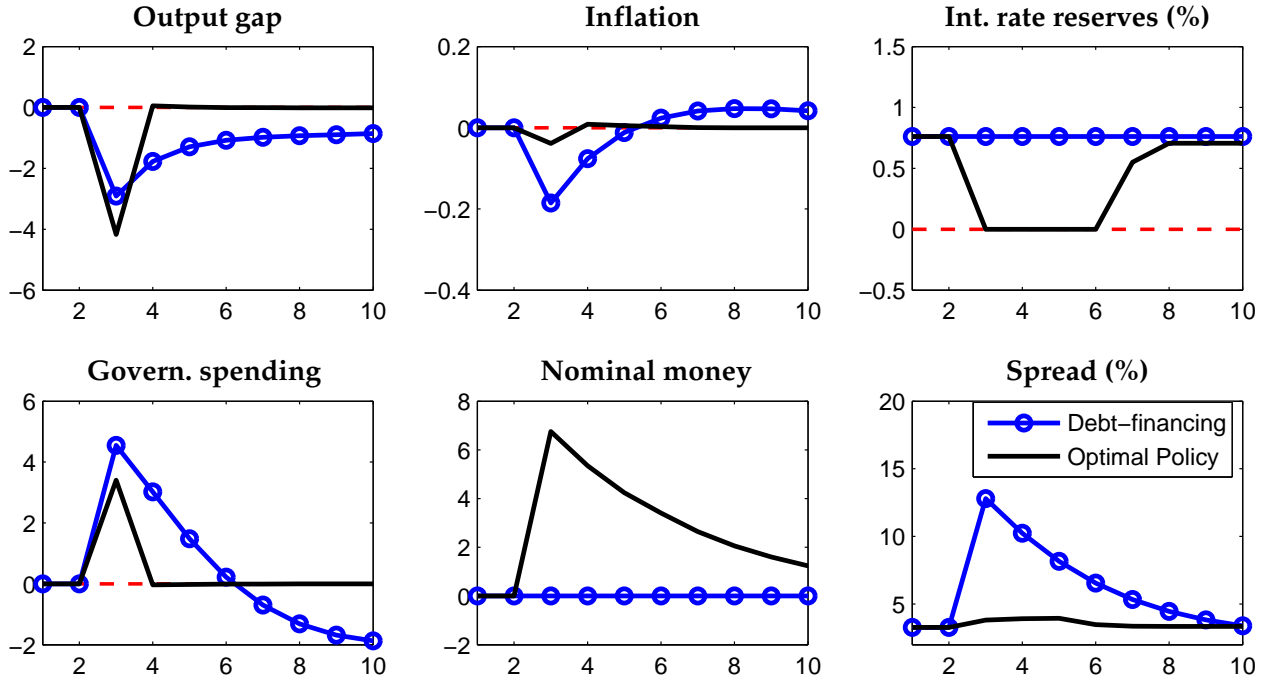 Output gap
2
0
−2
−4
−6
2 4 6 8 10
Inflation
0.2
0
−0.2
−0.4
2 4 6 8 10
Int. rate reserves (%)
1.5
1
0.5
0
−0.5
2 4 6 8 10
Govern. spending
6
4
2
0
−2
2 4 6 8 10
Nominal money
8
6
4
2
0
−2
2 4 6 8 10
Spread (%)
20
15
10
5
Debt−financing
Optimal Policy
2 4 6 8 10